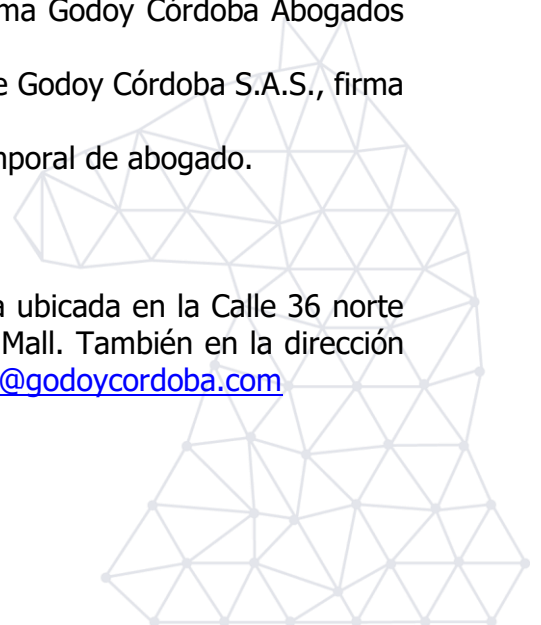 ma Godoy Córdoba Abogados
e Godoy Córdoba S.A.S., firma
nporal de abogado.
a ubicada en la Calle 36 norte
Mall. También en la dirección
@godoycordoba.com